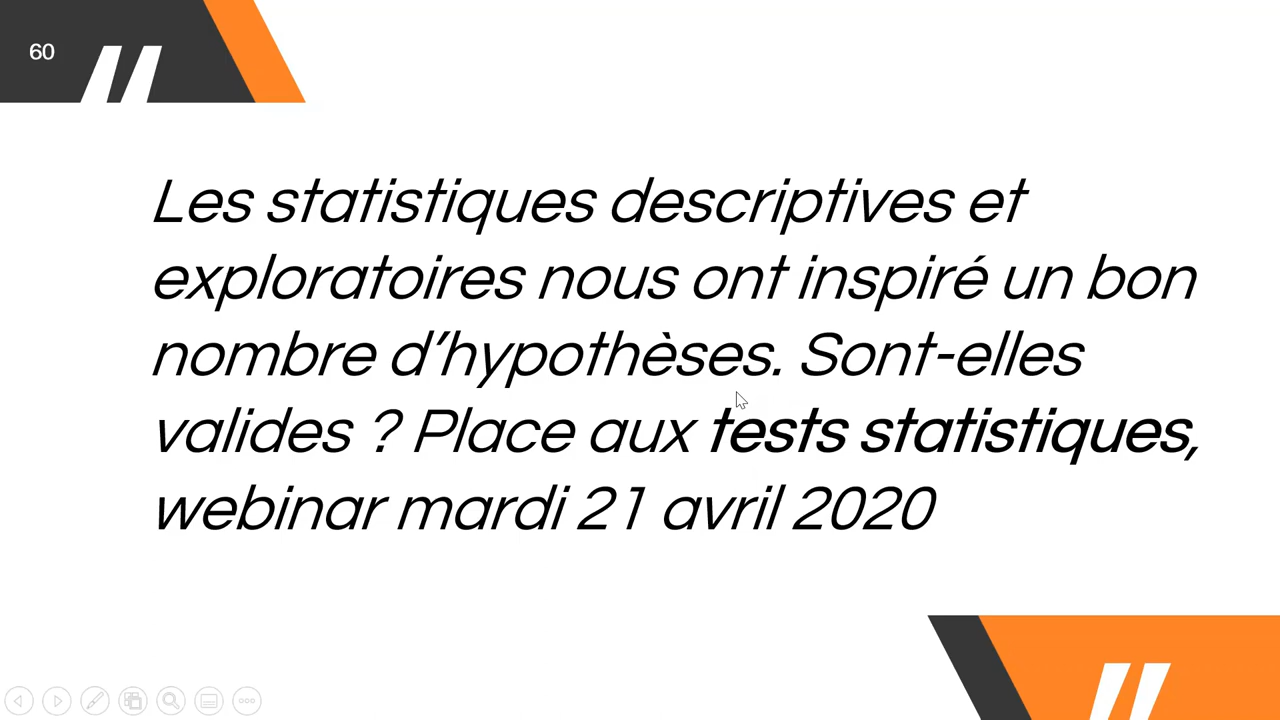 60
Les statistiques descriptives et
exploratoires nous ont inspiré un bon
nombre d’hypothèses. Sont-elles
valides ? Place aux tests statistiques,
webinar mardi 21 avril 2020